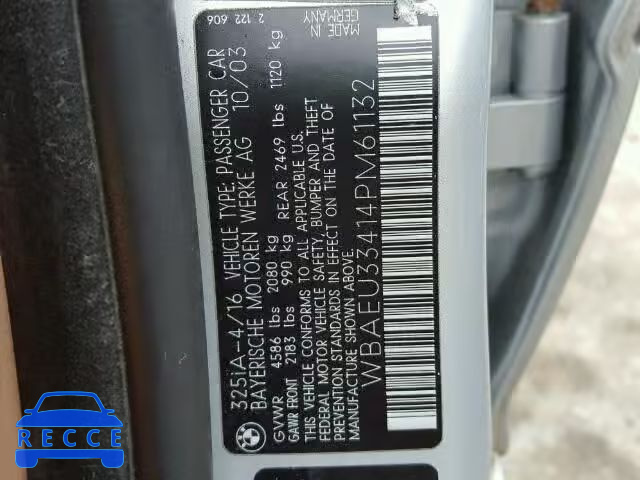 325iA-4/16 VEHICLE TYPE: PASSENGER CAR
BAYERISCHE MOTOREN WERKE AG 10/03
GVWR 4586 lbs 2080 kg
GAWR FRONT 2183 lbs 990 kg REAR 2469 lbs 1120 kg
THIS VEHICLE CONFORMS TO ALL APPLICABLE U.S.
FEDERAL MOTOR VEHICLE SAFETY, BUMPER AND THEFT
PREVENTION STANDARDS IN EFFECT ON THE DATE OF
MANUFACTURE SHOWN ABOVE.
WBAEU33414PM61132
2 122 606
MADE IN
GERMANY
BMW
RECCE